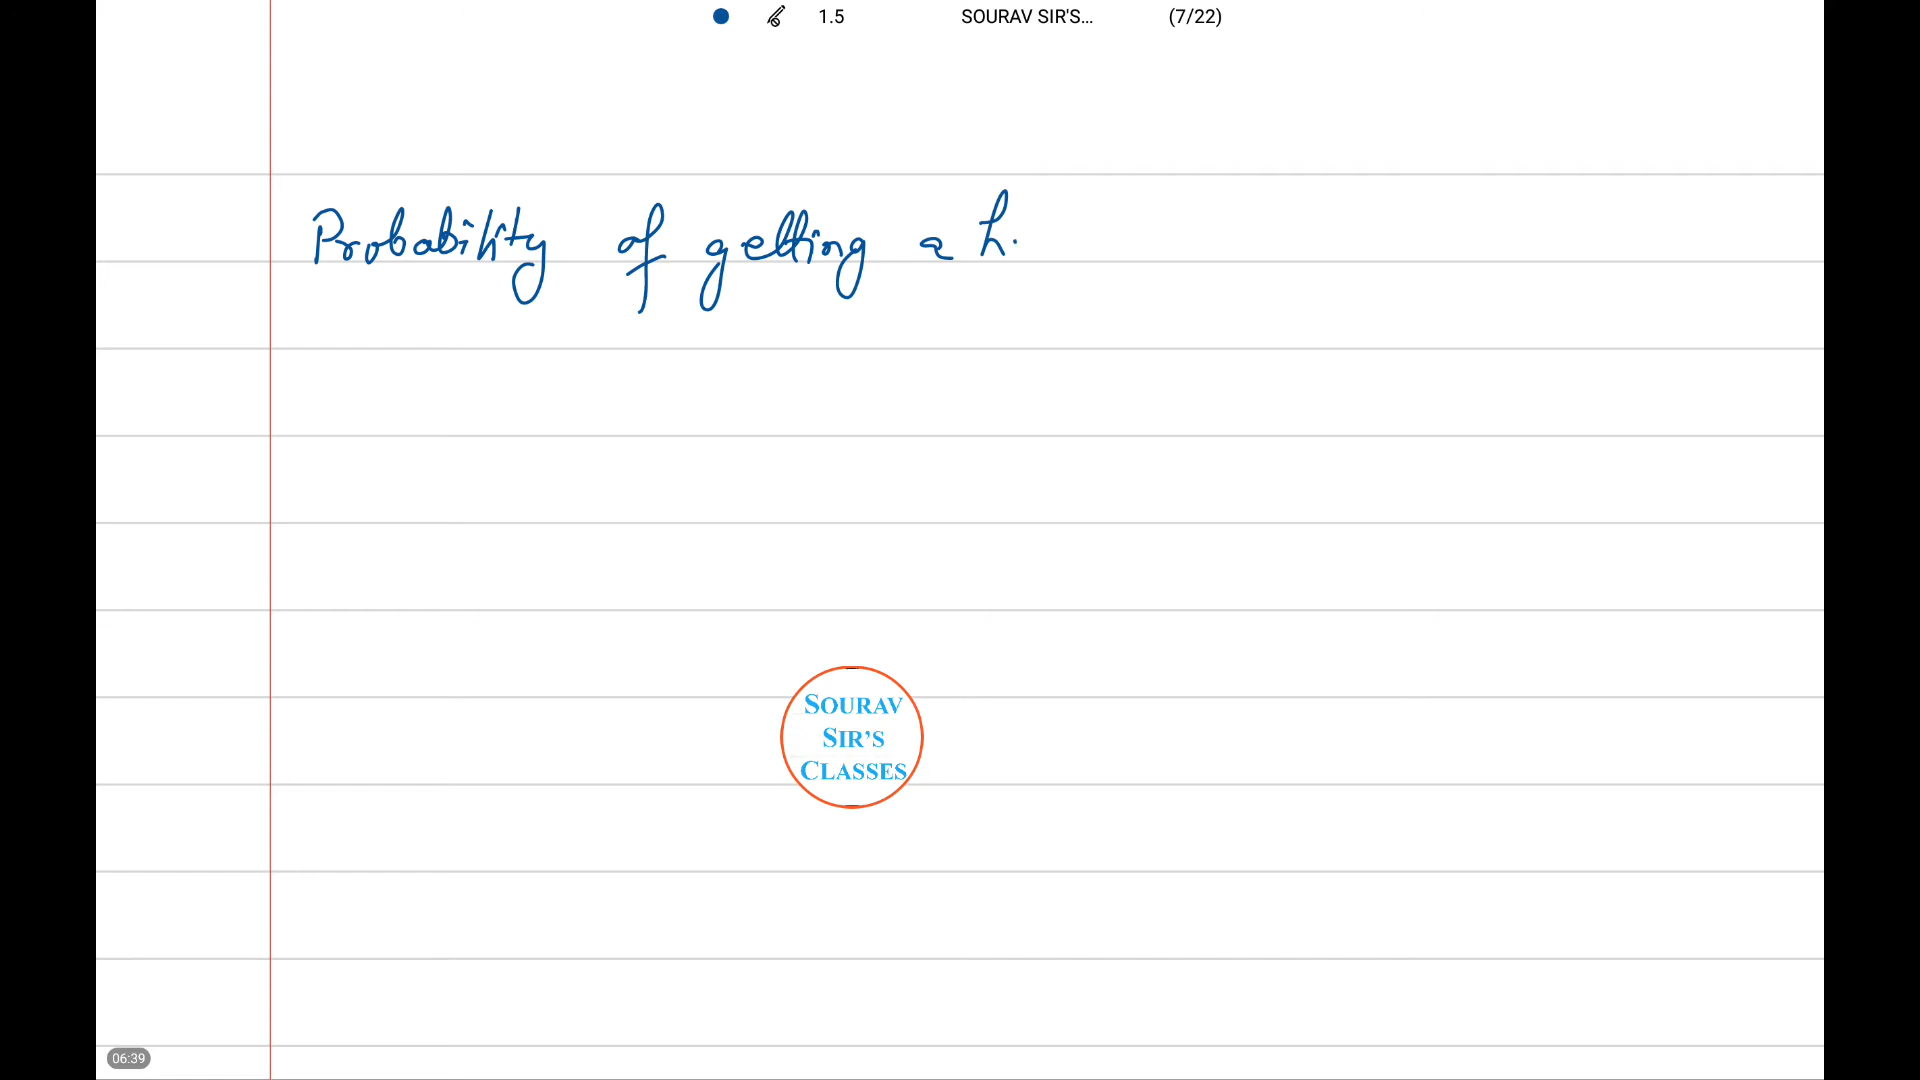 1.5 SOURAV SIR'S... (7/22)
Probability of getting a h.
SOURAV
SIR'S
CLASSES
06:39